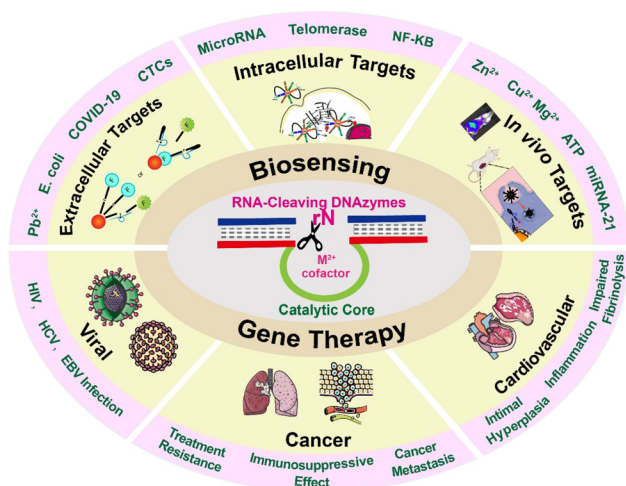 MicroRNA
Telomerase
NF-KB
Intracellular Targets
Pb²⁺
E. coli
COVID-19
CTCs
Extracellular Targets
F
F
F
or
F
F
Zn²⁺
Cu²⁺
Mg²⁺
ATP
miRNA-21
In vivo Targets
Biosensing
RNA-Cleaving DNAzymes
rN
M²⁺
cofactor
Catalytic Core
Gene Therapy
HIV ,
HCV ,
EBV Infection
Viral
Cancer
Treatment
Resistance
Immunosuppressive
Effect
Cancer
Metastasis
Cardiovascular
Intimal
Hyperplasia
Inflammation
Impaired
Fibrinolysis